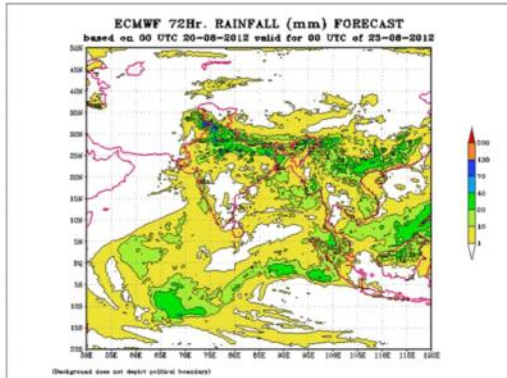 ECMWF 72Hr. RAINFALL (mm) FORECAST
based on 00 UTC 20-08-2012 valid for 00 UTC of 23-08-2012
50N
45N
40N
35N
30N
25N
20N
15N
10N
5N
EQ
5S
10S
15S
20S
50E 55E 60E 65E 70E 75E 80E 85E 90E 95E 100E 105E 110E 115E 120E
200
130
70
40
20
10
1
(Background does not depict political boundary)